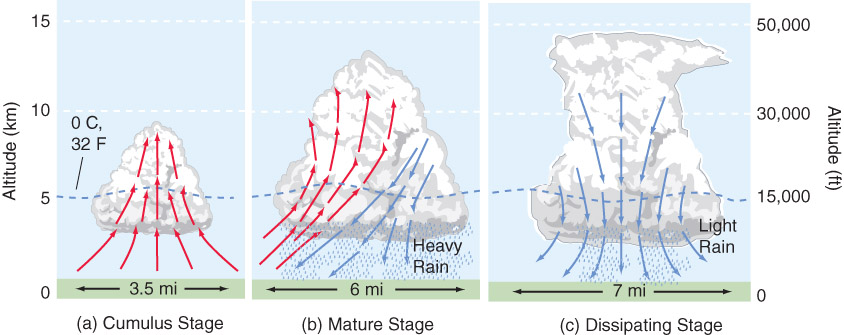 15
10
5
0
Altitude (km)
0 C,
32 F
3.5 mi
(a) Cumulus Stage
Heavy
Rain
6 mi
(b) Mature Stage
Light
Rain
7 mi
(c) Dissipating Stage
50,000
30,000
15,000
0
Altitude (ft)